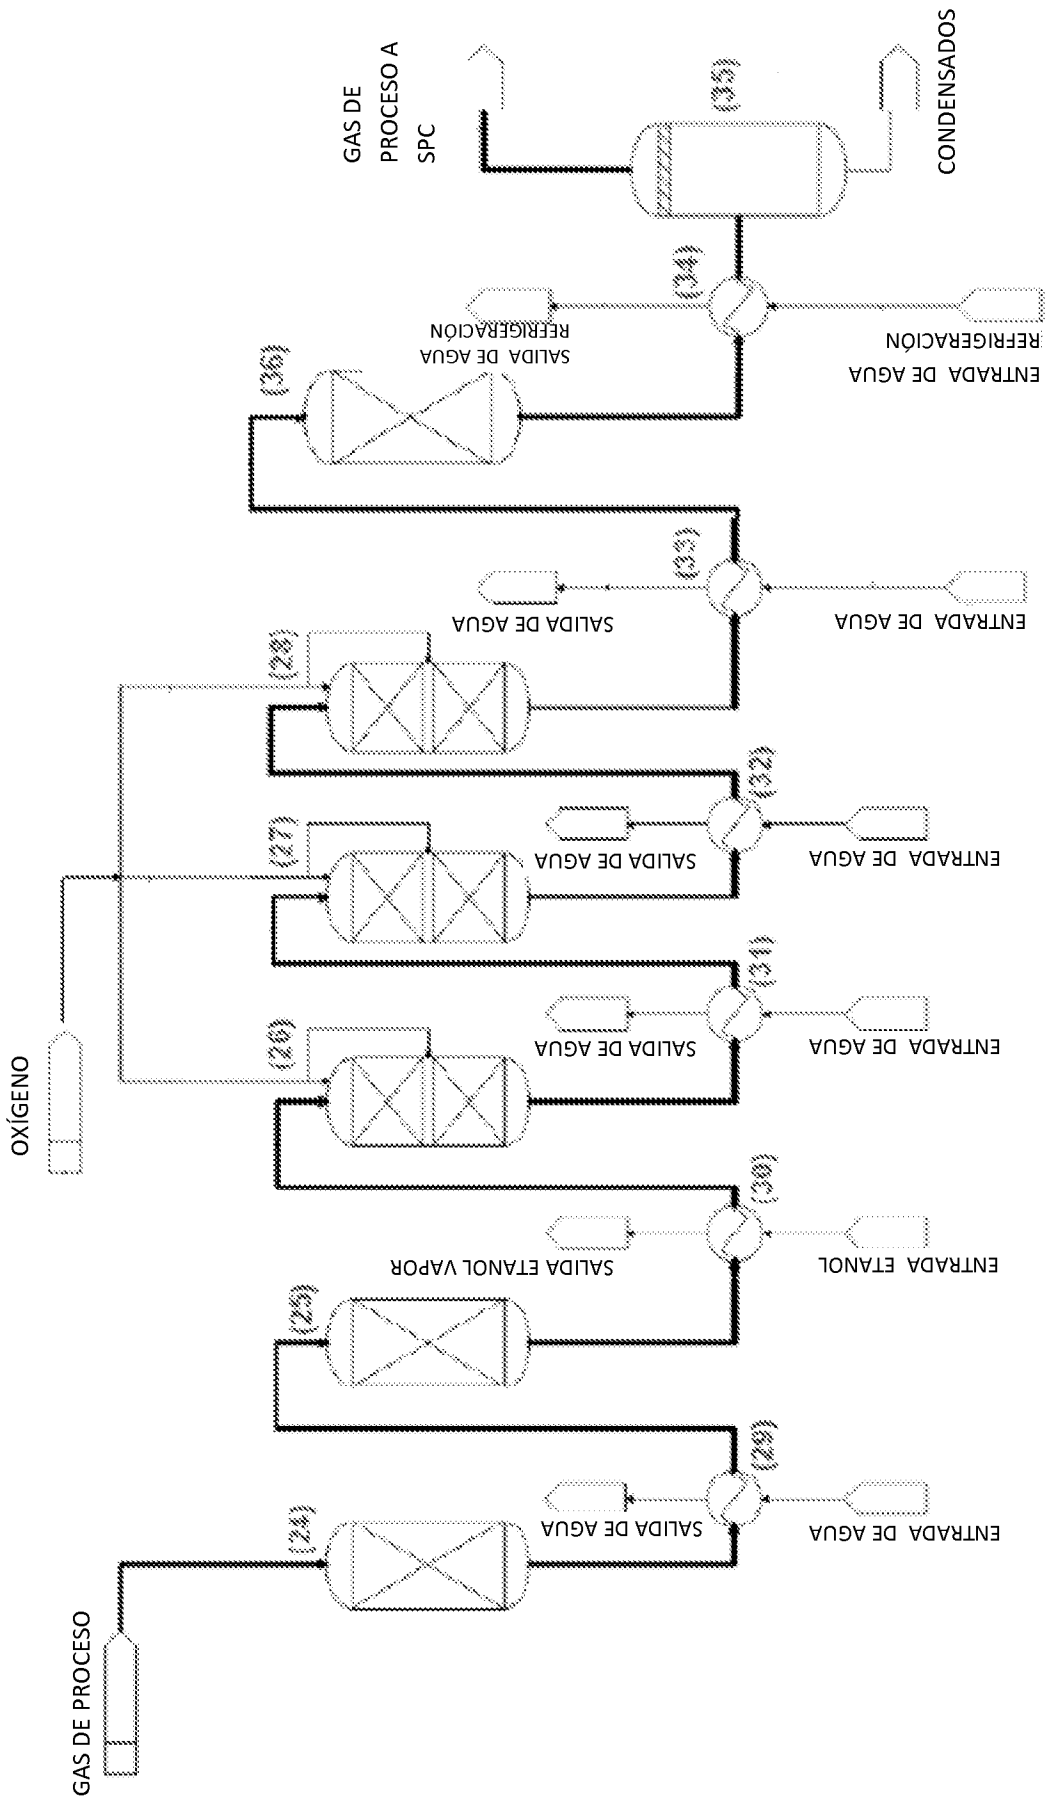 GAS DE PROCESO
(24)
SALIDA DE AGUA
(29)
ENTRADA DE AGUA
(25)
SALIDA ETANOL VAPOR
(30)
ENTRADA ETANOL
OXÍGENO
(26)
SALIDA DE AGUA
(31)
ENTRADA DE AGUA
(27)
SALIDA DE AGUA
(32)
ENTRADA DE AGUA
(28)
SALIDA DE AGUA
(33)
ENTRADA DE AGUA
(36)
SALIDA DE AGUA
REFRIGERACIÓN
(34)
ENTRADA DE AGUA
REFRIGERACIÓN
GAS DE
PROCESO A
SPC
(35)
CONDENSADOS